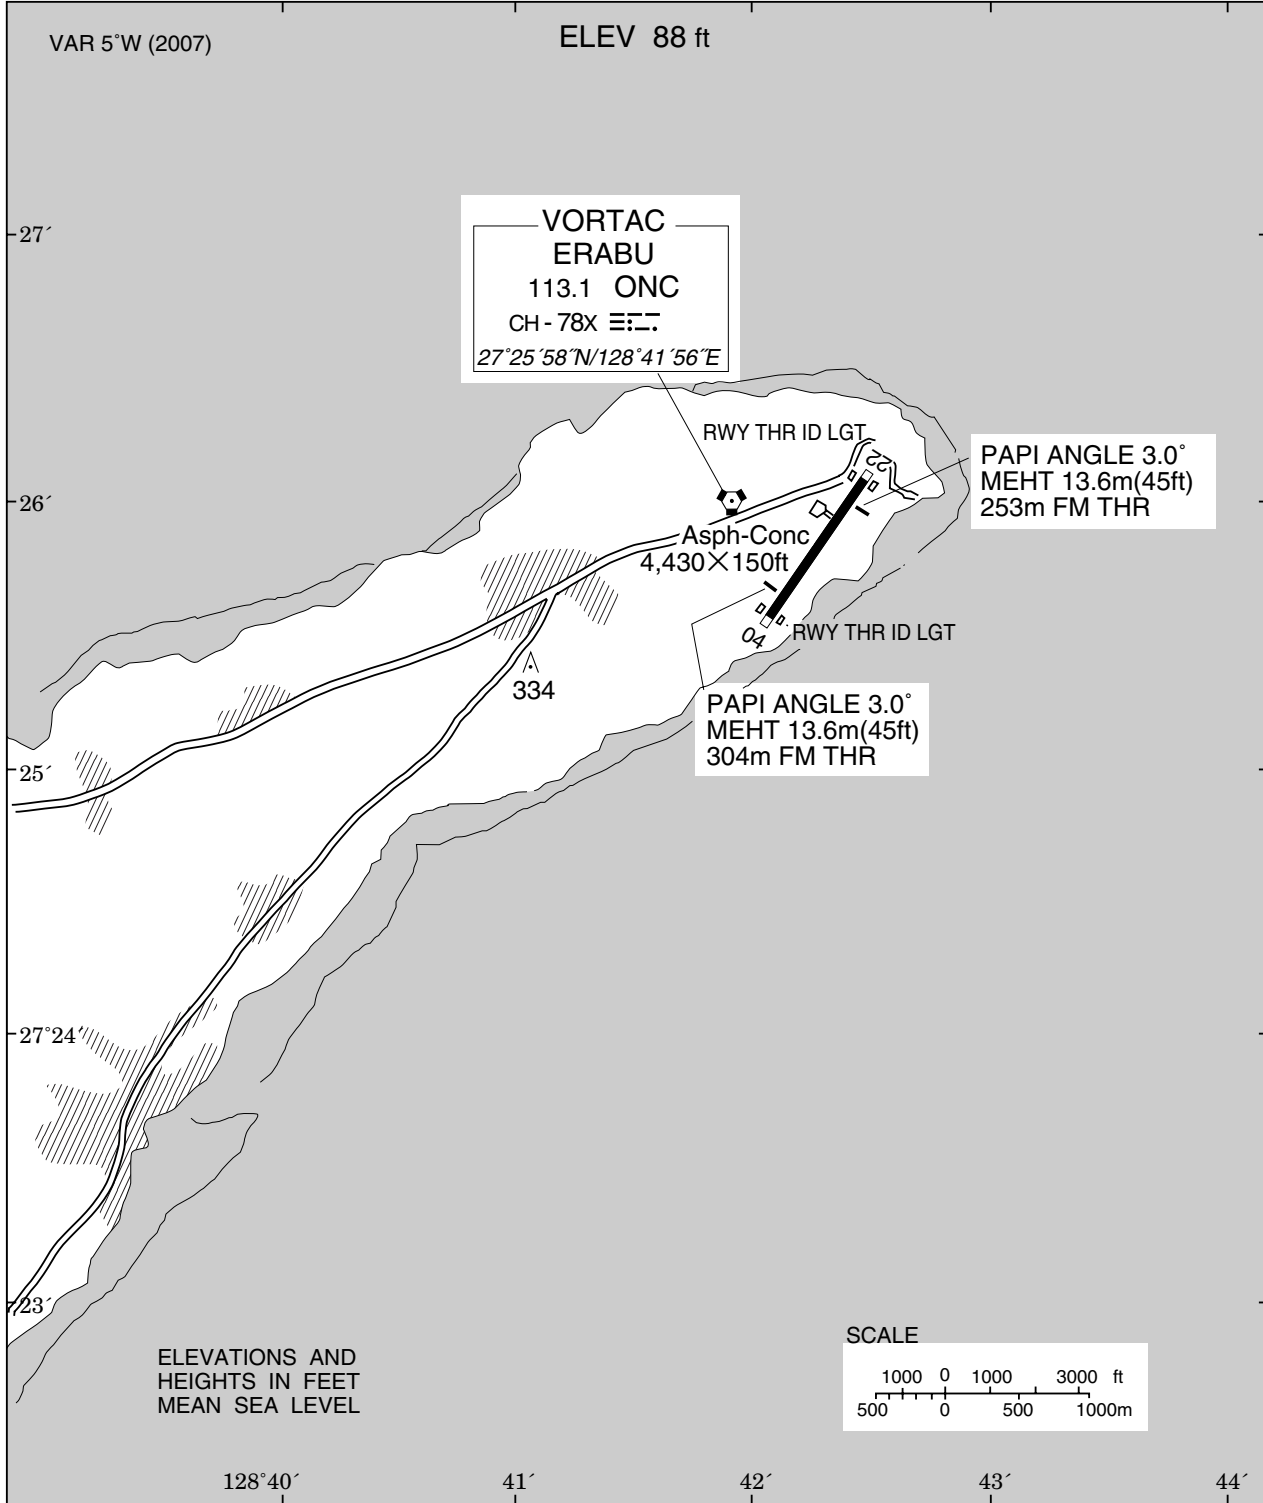 VAR 5˚W (2007)
ELEV 88 ft
27´
VORTAC
ERABU
113.1 ONC
CH - 78X
27˚25´58˝N/128˚41´56˝E
RWY THR ID LGT
22
PAPI ANGLE 3.0˚
MEHT 13.6m(45ft)
253m FM THR
26´
Asph-Conc
4,430×150ft
04
RWY THR ID LGT
334
PAPI ANGLE 3.0˚
MEHT 13.6m(45ft)
304m FM THR
25´
27˚24´
23´
ELEVATIONS AND
HEIGHTS IN FEET
MEAN SEA LEVEL
SCALE
1000 0 1000 3000 ft
500 0 500 1000m
128˚40´ 41´ 42´ 43´ 44´